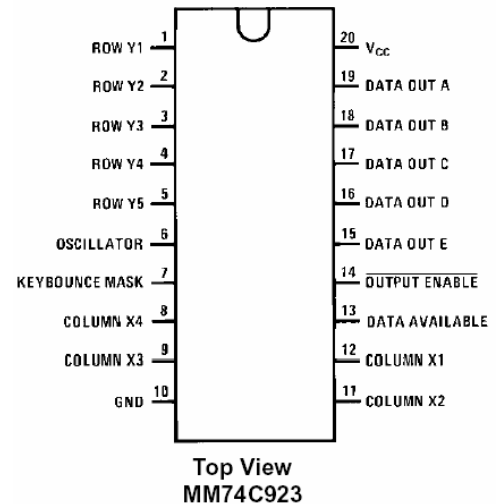 ROW Y1 1 20 VCC
ROW Y2 2 19 DATA OUT A
ROW Y3 3 18 DATA OUT B
ROW Y4 4 17 DATA OUT C
ROW Y5 5 16 DATA OUT D
OSCILLATOR 6 15 DATA OUT E
KEYBOUNCE MASK 7 14 OUTPUT ENABLE
COLUMN X4 8 13 DATA AVAILABLE
COLUMN X3 9 12 COLUMN X1
GND 10 11 COLUMN X2
Top View
MM74C923